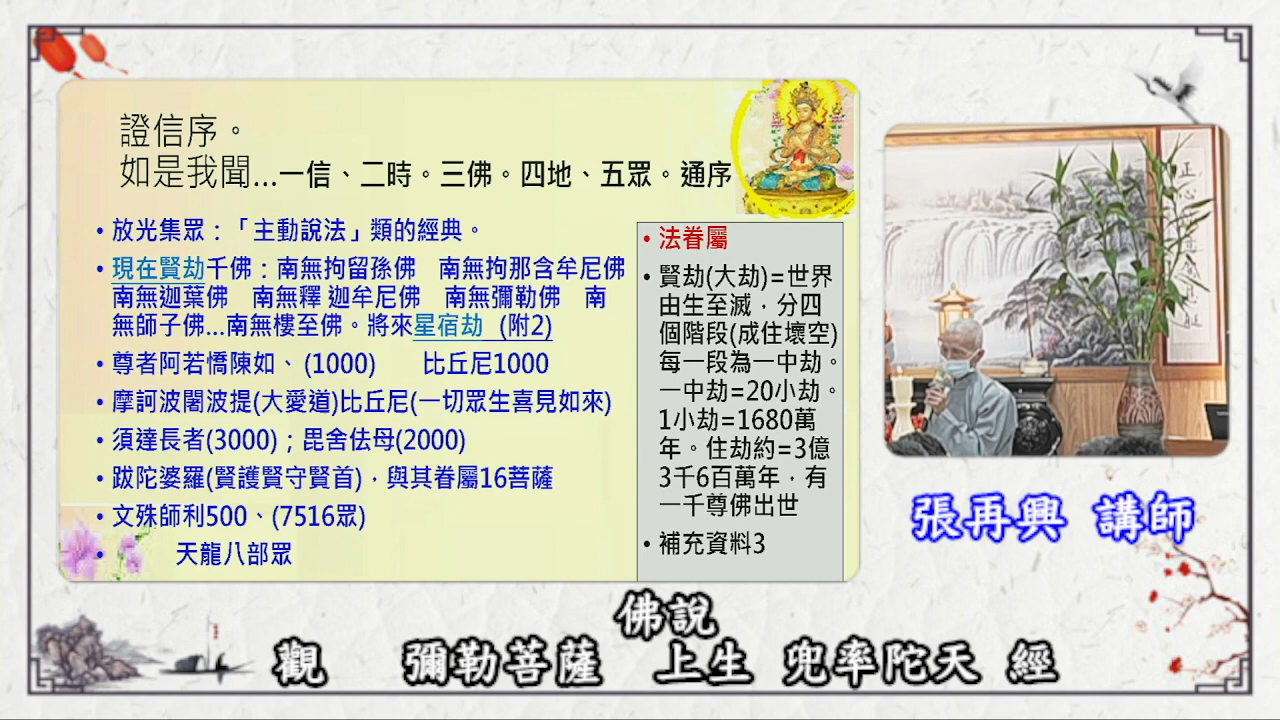 證信序。
如是我聞...一信、二時。三佛。四地、五眾。通序
• 放光集眾：「主動說法」類的經典。
• 現在賢劫千佛：南無拘留孫佛　南無拘那含牟尼佛
南無迦葉佛　南無釋 迦牟尼佛　南無彌勒佛　南
無師子佛...南無樓至佛。將來星宿劫 (附2)
• 尊者阿若憍陳如、 (1000)　　比丘尼1000
• 摩訶波闍波提(大愛道)比丘尼(一切眾生喜見如來)
• 須達長者(3000)；毘舍佉母(2000)
• 跋陀婆羅(賢護賢守賢首)，與其眷屬16菩薩
• 文殊師利500、(7516眾)
•　　　天龍八部眾
• 法眷屬
• 賢劫(大劫)=世界
由生至滅，分四
個階段(成住壞空)
每一段為一中劫。
一中劫=20小劫。
1小劫=1680萬
年。住劫約=3億
3千6百萬年，有
一千尊佛出世
• 補充資料3
正心
張再興 講師
佛說
觀　彌勒菩薩　上生 兜率陀天 經